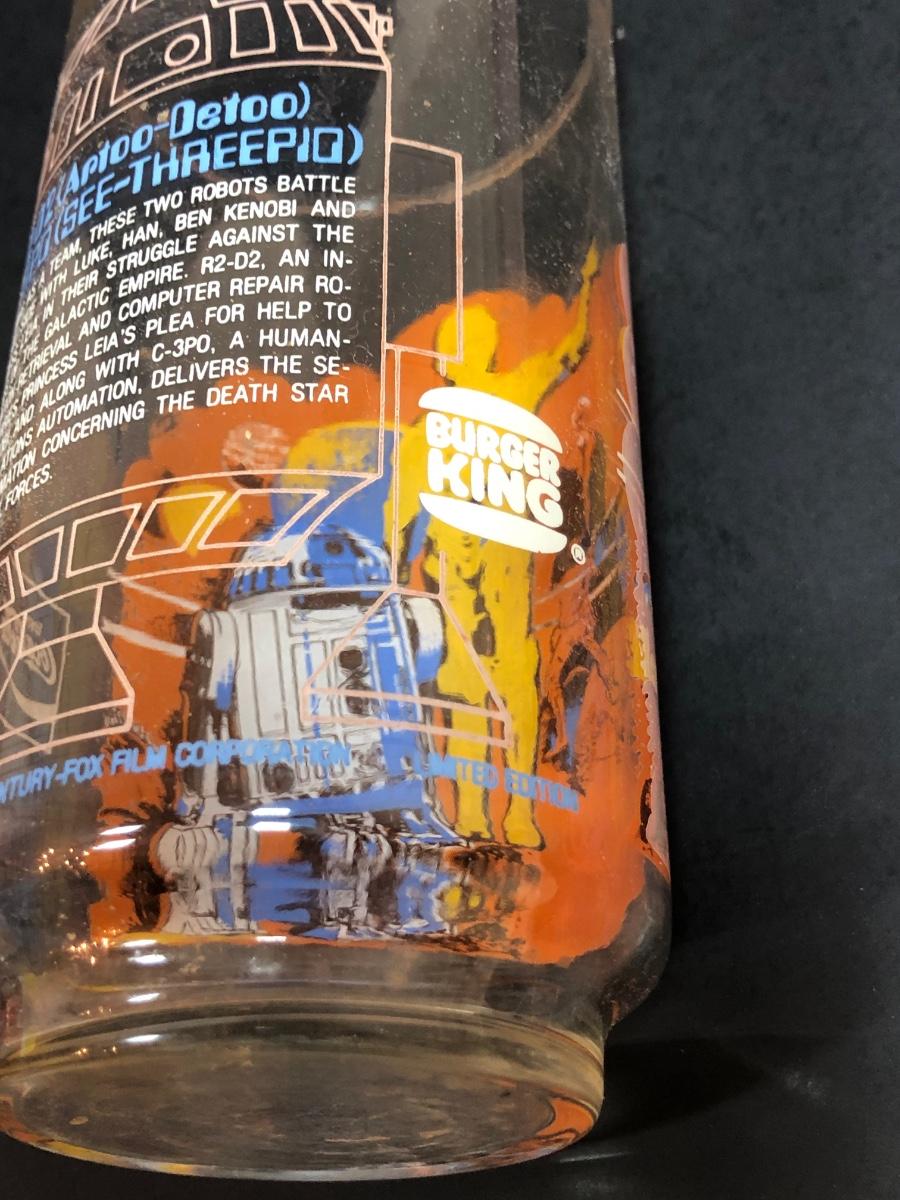 (Artoo-Detoo)
(SEE-THREEPIO)
TEAM, THESE TWO ROBOTS BATTLE
WITH LUKE, HAN, BEN KENOBI AND
IN THEIR STRUGGLE AGAINST THE
THE GALACTIC EMPIRE. R2-D2, AN IN-
RETRIEVAL AND COMPUTER REPAIR RO-
PRINCESS LEIA'S PLEA FOR HELP TO
AND ALONG WITH C-3PO, A HUMAN-
AUTOMATION, DELIVERS THE SE-
CONCERNING THE DEATH STAR
FORCES.
BURGER
KING®
NTURY-FOX FILM CORPORATION LIMITED EDITION